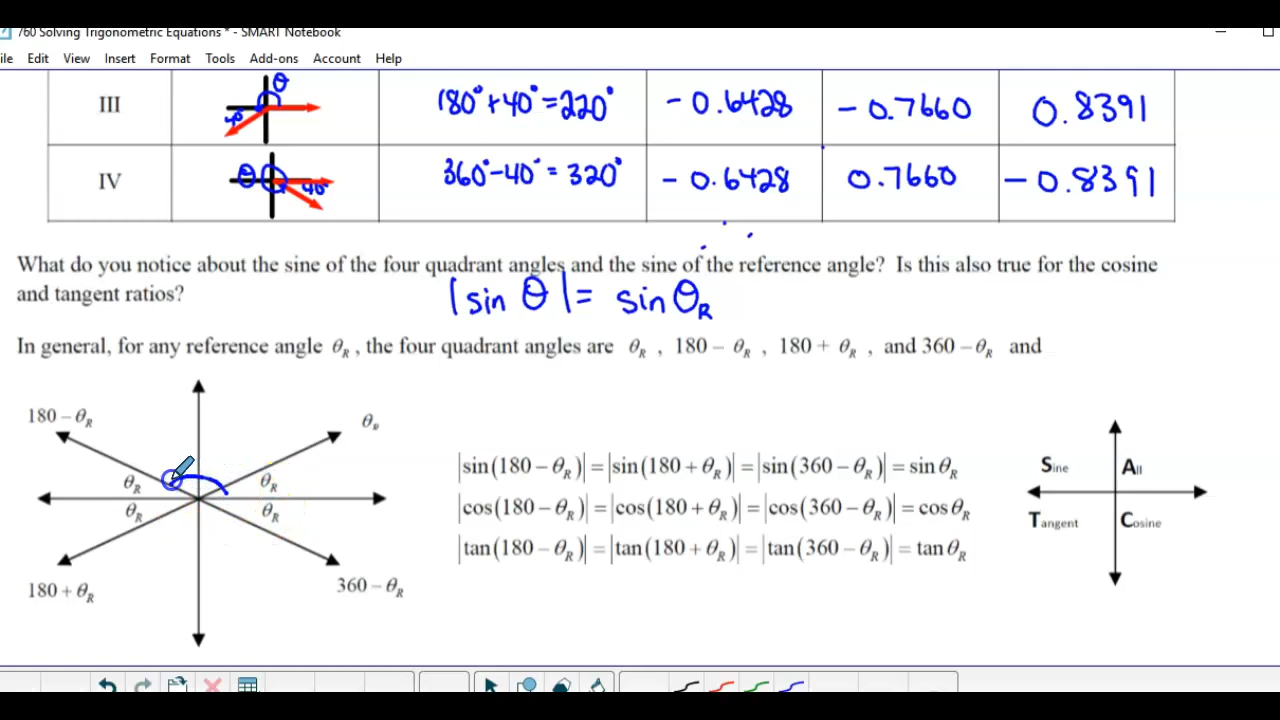 760 Solving Trigonometric Equations * - SMART Notebook
ile Edit View Insert Format Tools Add-ons Account Help
III θ 40° 180° + 40° = 220° - 0.6428 - 0.7660 0.8391
IV θ 40° 360° - 40° = 320° - 0.6428 0.7660 - 0.8391
What do you notice about the sine of the four quadrant angles and the sine of the reference angle? Is this also true for the cosine
and tangent ratios?
|sin θ| = sin θR
In general, for any reference angle θR , the four quadrant angles are θR , 180 – θR , 180 + θR , and 360 – θR and
180 – θR θR
θR θR
θR θR
180 + θR 360 – θR
|sin(180 – θR)| = |sin(180 + θR)| = |sin(360 – θR)| = sin θR
|cos(180 – θR)| = |cos(180 + θR)| = |cos(360 – θR)| = cos θR
|tan(180 – θR)| = |tan(180 + θR)| = |tan(360 – θR)| = tan θR
Sine All
Tangent Cosine